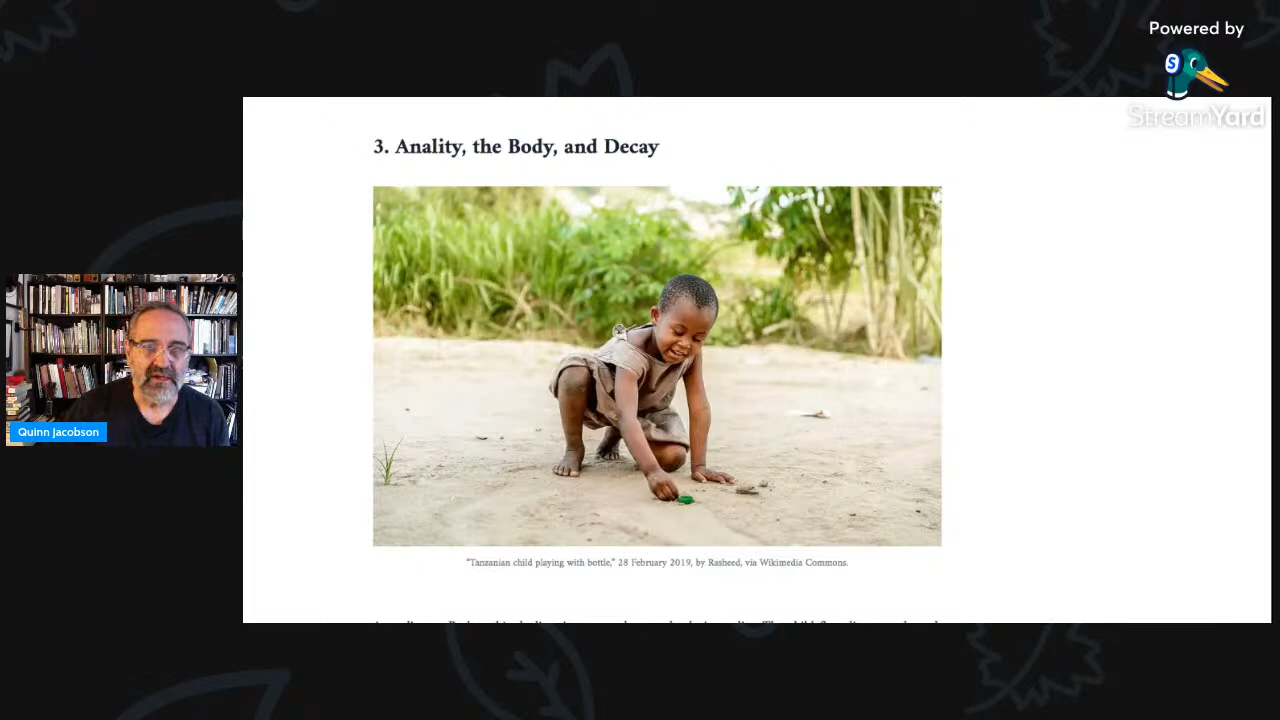 Powered by
S
StreamYard
3. Anality, the Body, and Decay
"Tanzanian child playing with bottle," 28 February 2019, by Rasheed, via Wikimedia Commons.
Quinn Jacobson